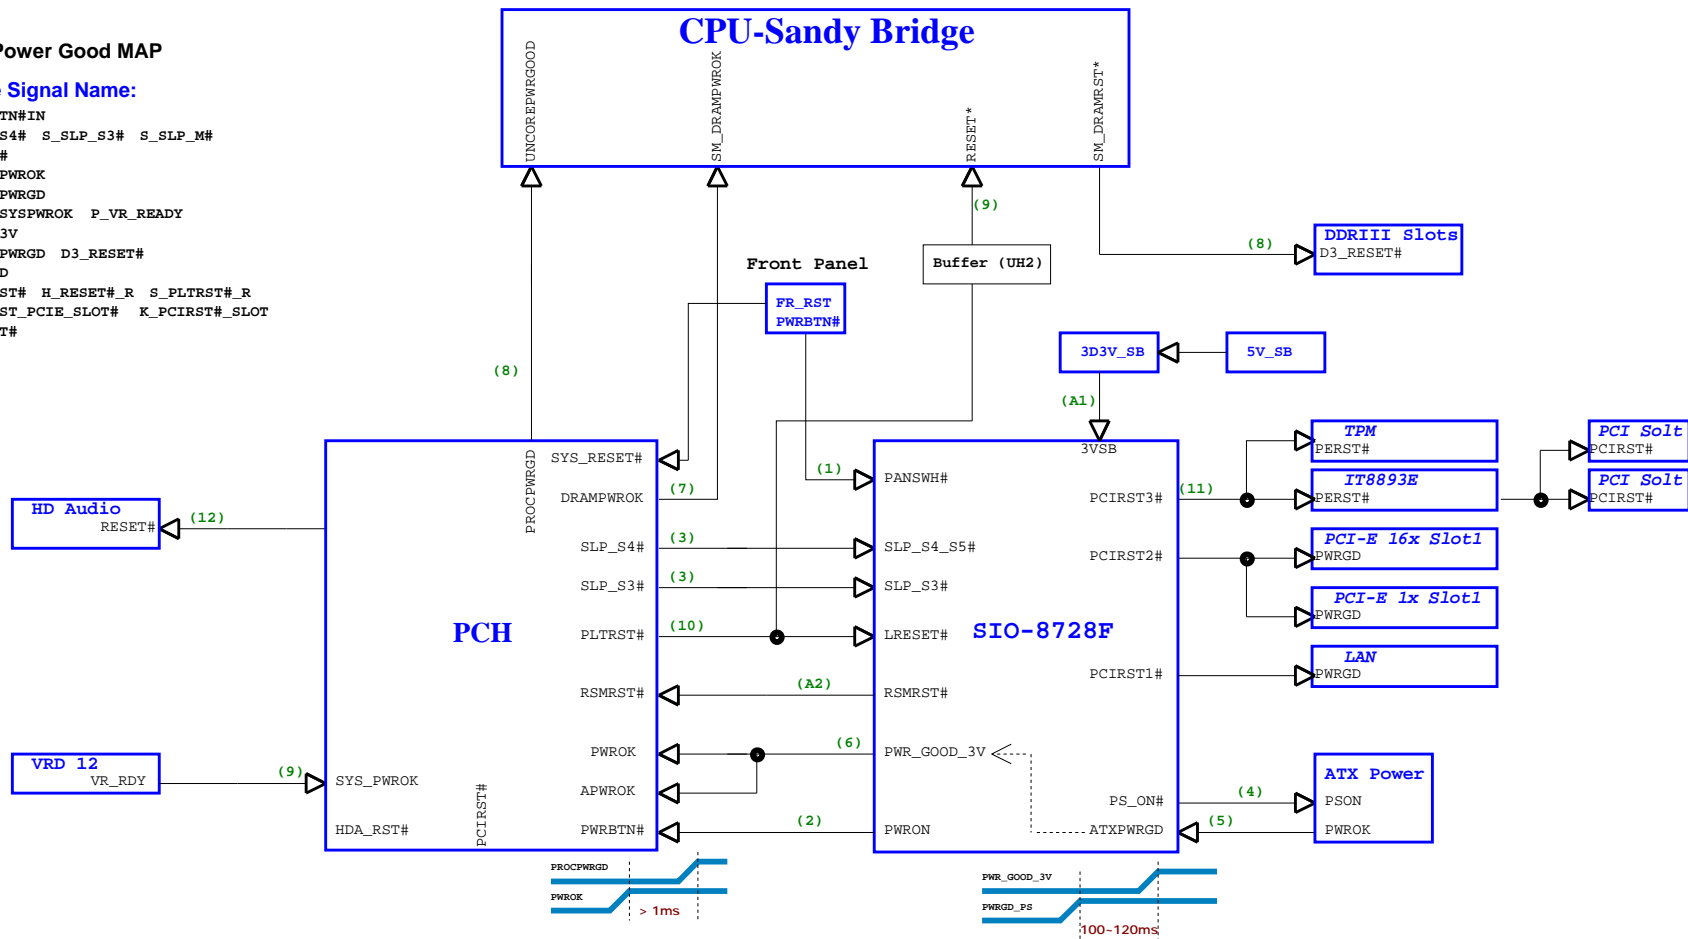 Power Good MAP
Signal Name:
TN#IN
S4# S_SLP_S3# S_SLP_M#
#
PWROK
PWRGD
SYSPWROK P_VR_READY
3V
PWRGD D3_RESET#
D
ST# H_RESET#_R S_PLTRST#_R
ST_PCIE_SLOT# K_PCIRST#_SLOT
T#
CPU-Sandy Bridge
UNCOREPWRGOOD
SM_DRAMPWROK
RESET*
SM_DRAMRST*
(9)
(8)
DDRIII Slots
D3_RESET#
Buffer (UH2)
Front Panel
FR_RST
PWRBTN#
3D3V_SB
5V_SB
(8)
(A1)
PCH
PROCPWRGD
SYS_RESET#
DRAMPWROK
SLP_S4#
SLP_S3#
PLTRST#
RSMRST#
PWROK
APWROK
PWRBTN#
SYS_PWROK
HDA_RST#
PCIRST#
(7)
(3)
(3)
(10)
(A2)
(6)
(2)
(1)
SIO-8728F
3VSB
PANSWH#
SLP_S4_S5#
SLP_S3#
LRESET#
RSMRST#
PWR_GOOD_3V
PWRON
PCIRST3#
PCIRST2#
PCIRST1#
PS_ON#
ATXPWRGD
(11)
(4)
(5)
TPM
PERST#
IT8893E
PERST#
PCI Solt
PCIRST#
PCI Solt
PCIRST#
PCI-E 16x Slot1
PWRGD
PCI-E 1x Slot1
PWRGD
LAN
PWRGD
ATX Power
PSON
PWROK
HD Audio
RESET#
(12)
VRD 12
VR_RDY
(9)
PROCPWRGD
PWROK
> 1ms
PWR_GOOD_3V
PWRGD_PS
100~120ms